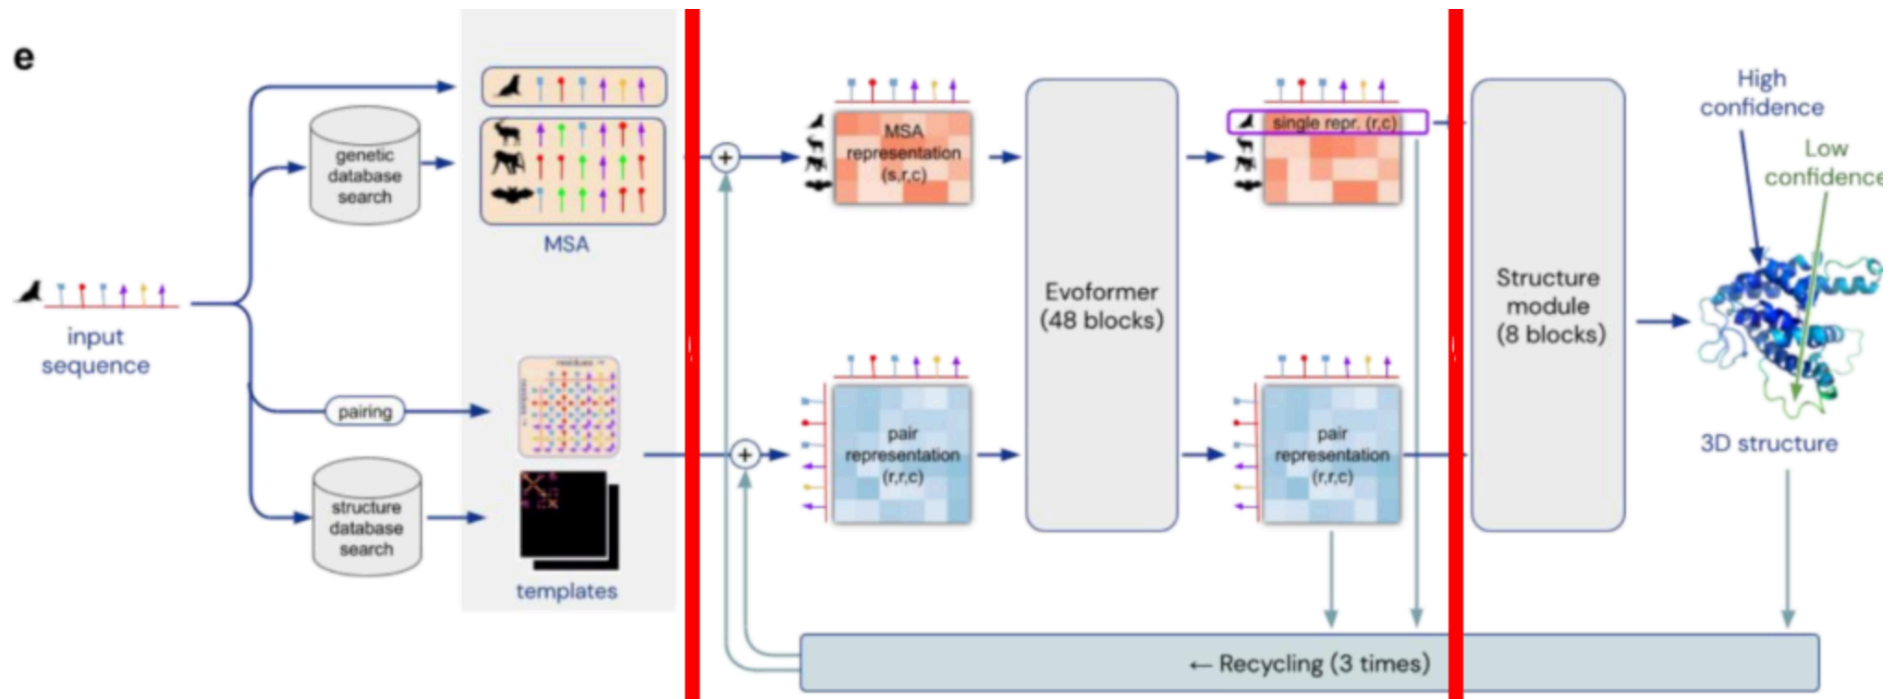 e
genetic
database
search
MSA
input
sequence
pairing
structure
database
search
templates
MSA
representation
(s,r,c)
single repr. (r,c)
Evoformer
(48 blocks)
pair
representation
(r,r,c)
pair
representation
(r,r,c)
Structure
module
(8 blocks)
High
confidence
Low
confidence
3D structure
← Recycling (3 times)